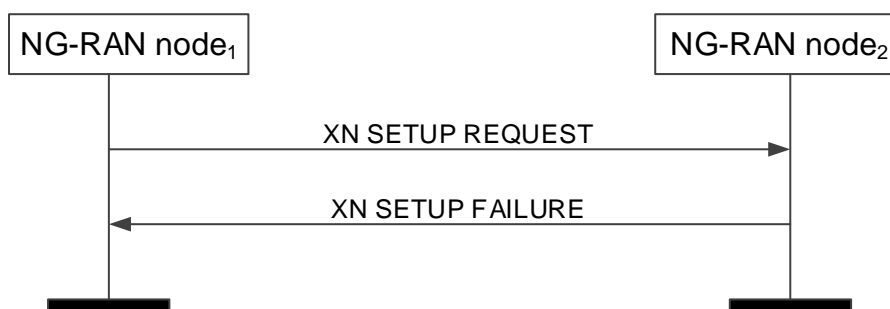 NG-RAN node₁
NG-RAN node₂
XN SETUP REQUEST
XN SETUP FAILURE